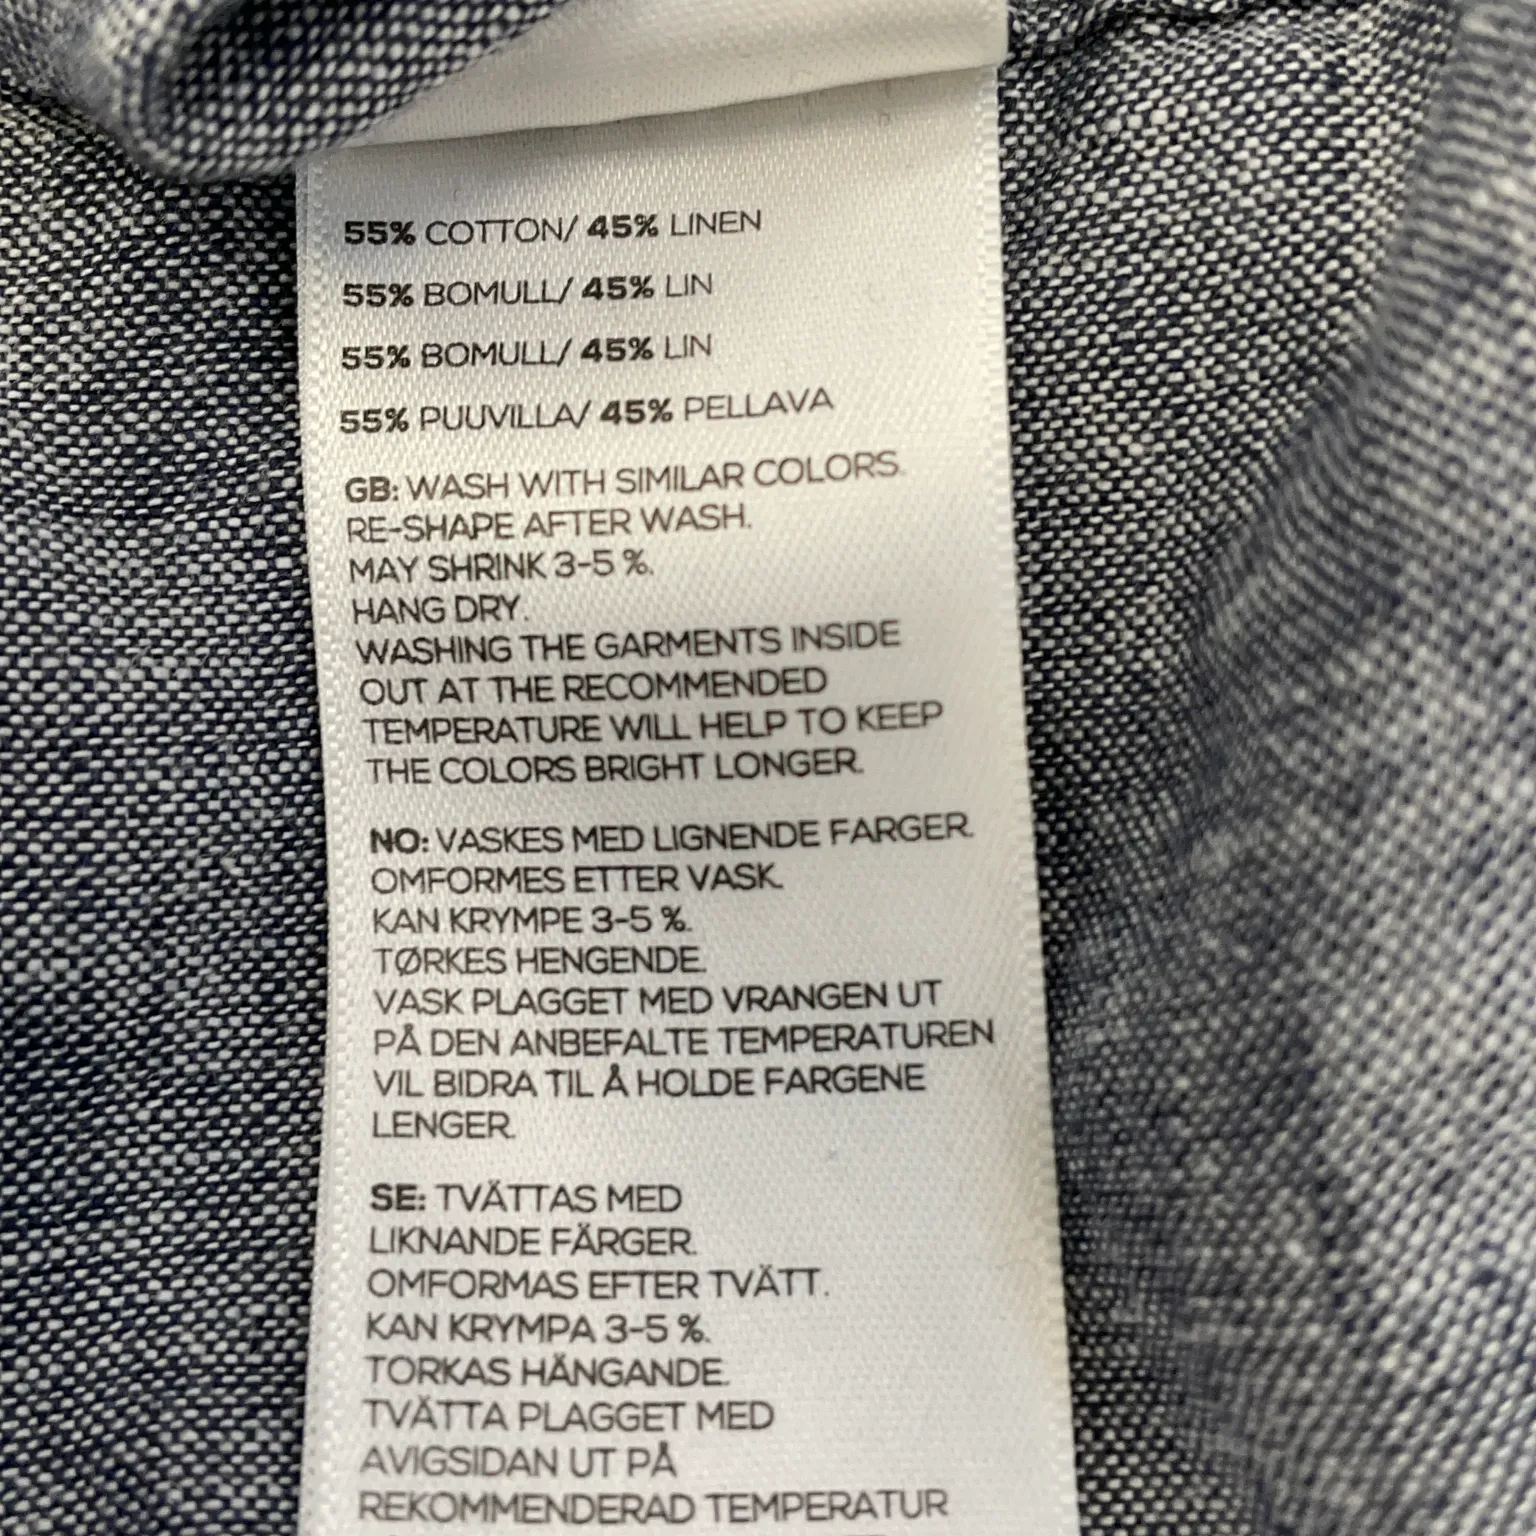 55% COTTON/ 45% LINEN
55% BOMULL/ 45% LIN
55% BOMULL/ 45% LIN
55% PUUVILLA/ 45% PELLAVA
GB: WASH WITH SIMILAR COLORS.
RE-SHAPE AFTER WASH.
MAY SHRINK 3-5 %.
HANG DRY.
WASHING THE GARMENTS INSIDE
OUT AT THE RECOMMENDED
TEMPERATURE WILL HELP TO KEEP
THE COLORS BRIGHT LONGER.
NO: VASKES MED LIGNENDE FARGER.
OMFORMES ETTER VASK.
KAN KRYMPE 3-5 %.
TØRKES HENGENDE.
VASK PLAGGET MED VRANGEN UT
PÅ DEN ANBEFALTE TEMPERATUREN
VIL BIDRA TIL Å HOLDE FARGENE
LENGER.
SE: TVÄTTAS MED
LIKNANDE FÄRGER.
OMFORMAS EFTER TVÄTT.
KAN KRYMPA 3-5 %.
TORKAS HÄNGANDE.
TVÄTTA PLAGGET MED
AVIGSIDAN UT PÅ
REKOMMENDERAD TEMPERATUR